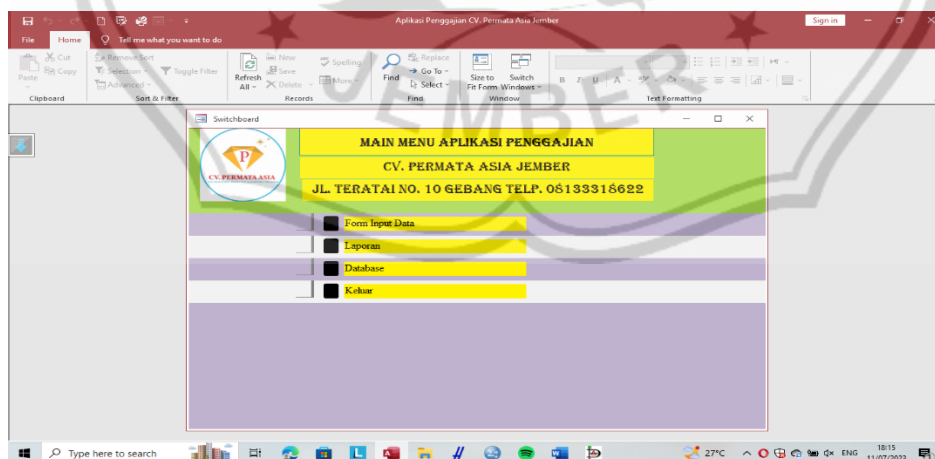 Aplikasi Penggajian CV. Permata Asia Jember
Sign in
File Home Tell me what you want to do
Cut
Copy
Paste
Clipboard
Remove Sort
Selection
Advanced
Toggle Filter
Sort & Filter
Refresh All
New
Save
Delete
Spelling
More
Records
Find
Replace
Go To
Select
Find
Size to Fit Form
Switch Windows
Window
B I U A
Text Formatting
JEMBER
Switchboard
P
CV. PERMATA ASIA
MAIN MENU APLIKASI PENGGAJIAN
CV. PERMATA ASIA JEMBER
JL. TERATAI NO. 10 GEBANG TELP. 08133318622
Form Input Data
Laporan
Database
Keluar
Type here to search
27°C
ENG
18:15
11/07/2023